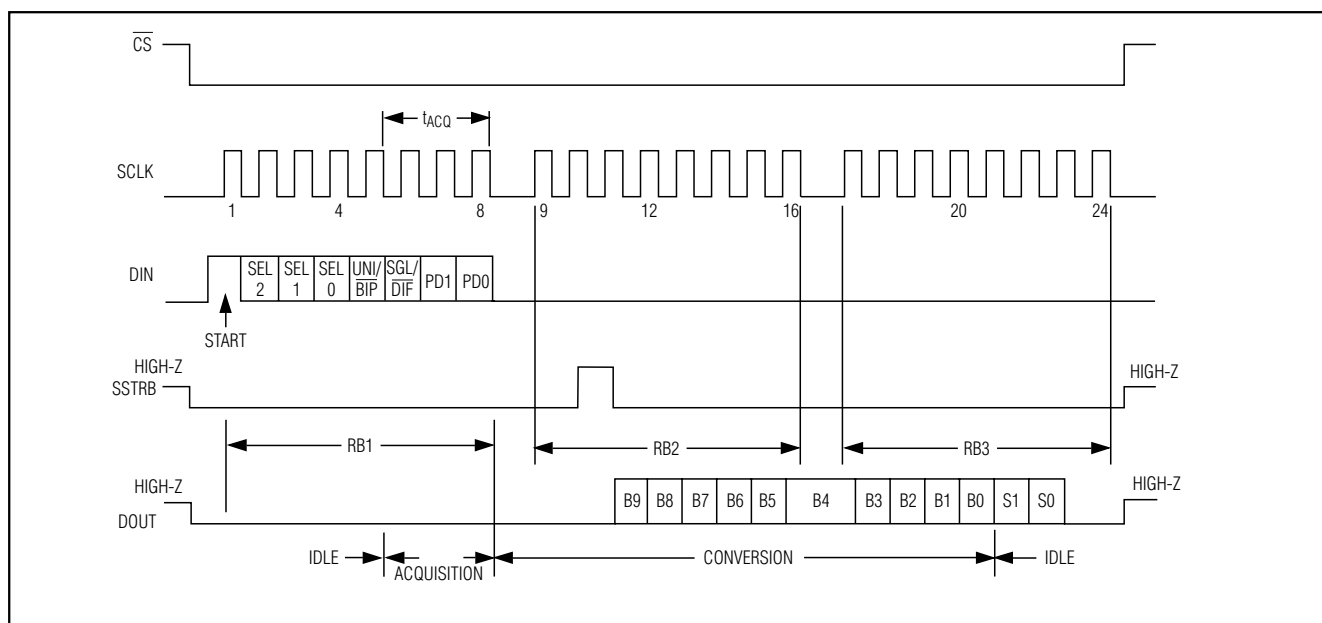 CS
tACQ
SCLK
1 4 8 9 12 16 20 24
DIN
SEL 2
SEL 1
SEL 0
UNI/ BIP
SGL/ DIF
PD1
PD0
START
HIGH-Z
HIGH-Z
SSTRB
RB1
RB2
RB3
HIGH-Z
HIGH-Z
DOUT
B9 B8 B7 B6 B5 B4 B3 B2 B1 B0 S1 S0
IDLE
ACQUISITION
CONVERSION
IDLE